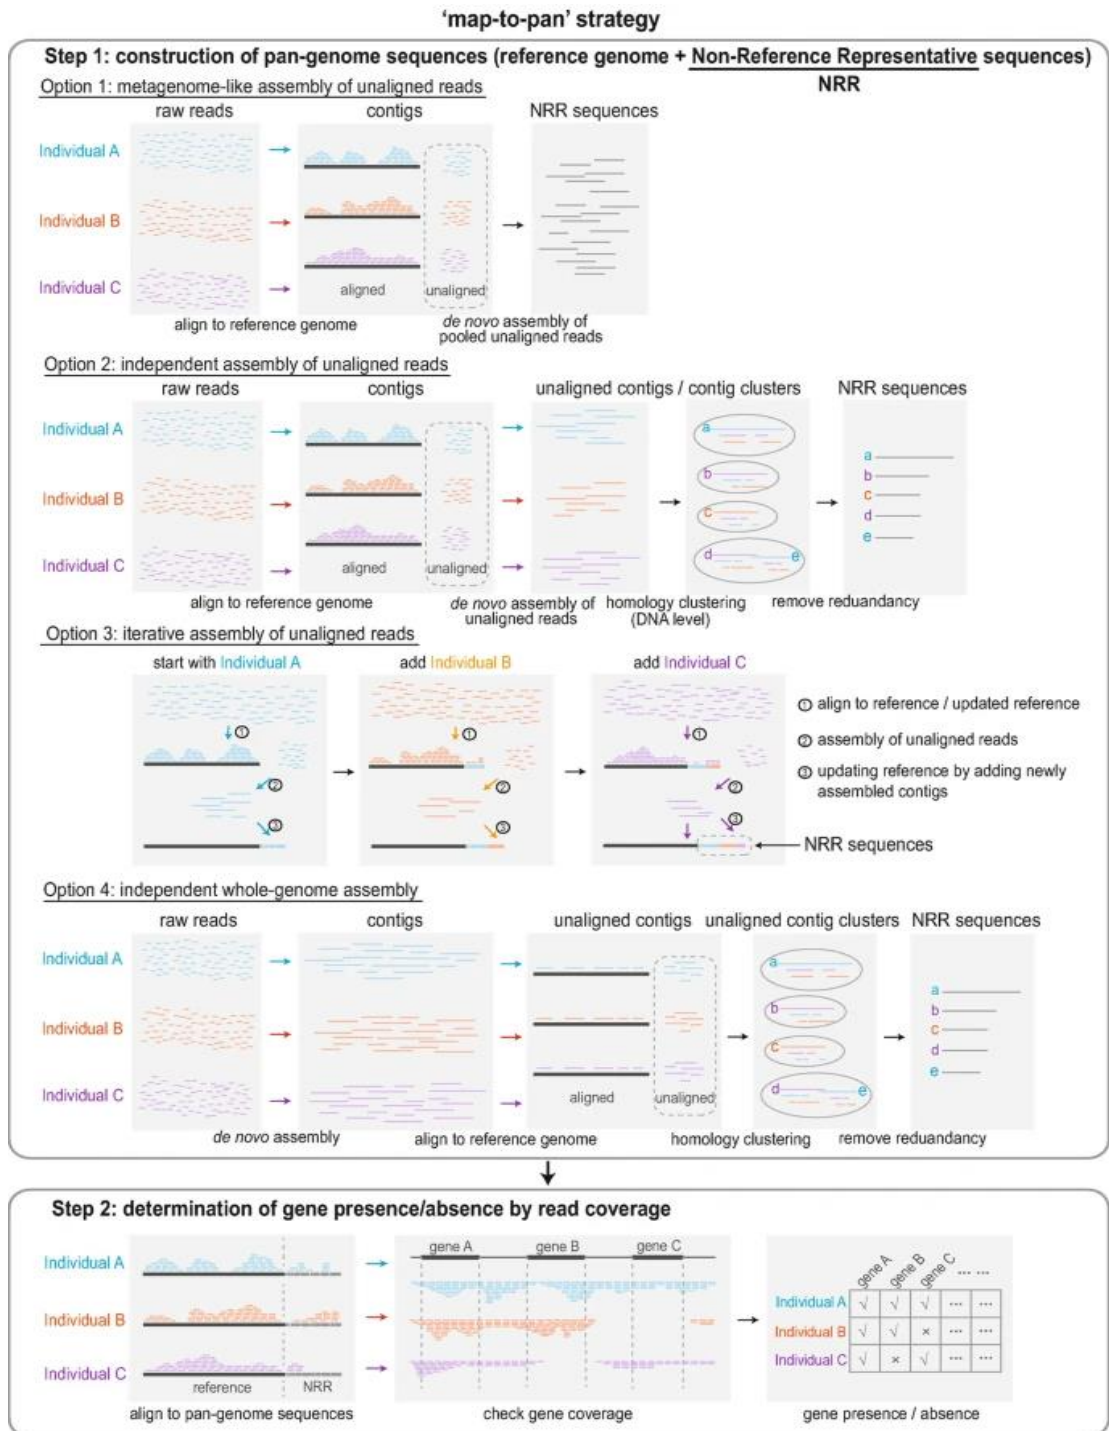 ‘map-to-pan’ strategy
Step 1: construction of pan-genome sequences (reference genome + Non-Reference Representative sequences)
NRR
Option 1: metagenome-like assembly of unaligned reads
raw reads
contigs
NRR sequences
Individual A
Individual B
Individual C
aligned
unaligned
align to reference genome
de novo assembly of
pooled unaligned reads
Option 2: independent assembly of unaligned reads
raw reads
contigs
unaligned contigs / contig clusters
NRR sequences
Individual A
Individual B
Individual C
aligned
unaligned
a
b
c
d e
a
b
c
d
e
align to reference genome
de novo assembly of
unaligned reads
homology clustering
(DNA level)
remove reduandancy
Option 3: iterative assembly of unaligned reads
start with Individual A
add Individual B
add Individual C
1
2
3
1
2
3
1
2
3
① align to reference / updated reference
② assembly of unaligned reads
③ updating reference by adding newly
assembled contigs
NRR sequences
Option 4: independent whole-genome assembly
raw reads
contigs
unaligned contigs
unaligned contig clusters
NRR sequences
Individual A
Individual B
Individual C
aligned
unaligned
a
b
c
d e
a
b
c
d
e
de novo assembly
align to reference genome
homology clustering
remove reduandancy
Step 2: determination of gene presence/absence by read coverage
Individual A
Individual B
Individual C
reference
NRR
align to pan-genome sequences
gene A
gene B
gene C
check gene coverage
gene A gene B gene C ... ...
Individual A √ √ √ ... ...
Individual B √ √ × ... ...
Individual C √ × √ ... ...
gene presence / absence